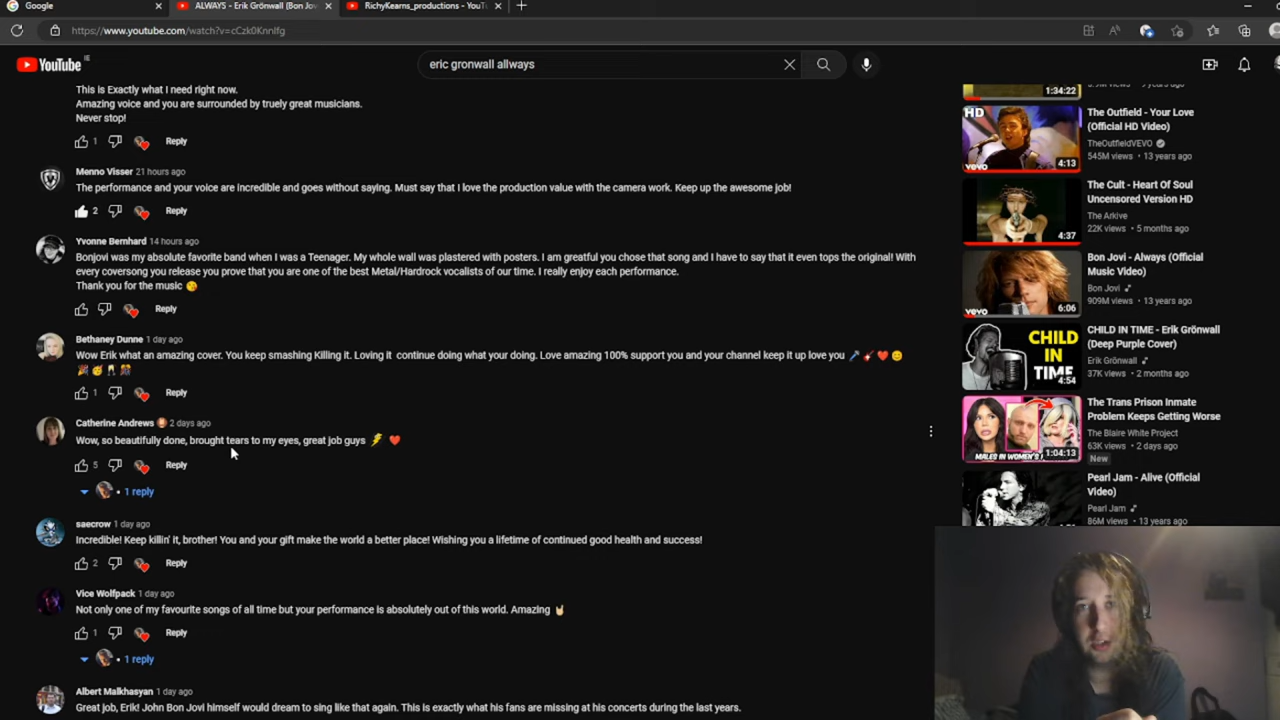 Google
ALWAYS - Erik Grönwall (Bon Jov
RichyKearns_productions - YouT
https://www.youtube.com/watch?v=cCzk0Knnlfg
YouTube IE
eric gronwall allways
This is Exactly what I need right now.
Amazing voice and you are surrounded by truely great musicians.
Never stop!
1 Reply
Menno Visser 21 hours ago
The performance and your voice are incredible and goes without saying. Must say that I love the production value with the camera work. Keep up the awesome job!
2 Reply
Yvonne Bernhard 14 hours ago
Bonjovi was my absolute favorite band when I was a Teenager. My whole wall was plastered with posters. I am greatful you chose that song and I have to say that it even tops the original! With
every coversong you release you prove that you are one of the best Metal/Hardrock vocalists of our time. I really enjoy each performance.
Thank you for the music 😘
Reply
Bethaney Dunne 1 day ago
Wow Erik what an amazing cover. You keep smashing Killing it. Loving it continue doing what your doing. Love amazing 100% support you and your channel keep it up love you 🎤 🎸 ❤️ 😊
🎉 🥳 🥂 🎊
1 Reply
Catherine Andrews 2 days ago
Wow, so beautifully done, brought tears to my eyes, great job guys ⚡ ❤️
5 Reply
1 reply
saecrow 1 day ago
Incredible! Keep killin' it, brother! You and your gift make the world a better place! Wishing you a lifetime of continued good health and success!
2 Reply
Vice Wolfpack 1 day ago
Not only one of my favourite songs of all time but your performance is absolutely out of this world. Amazing 🤘
1 Reply
1 reply
Albert Malkhasyan 1 day ago
Great job, Erik! John Bon Jovi himself would dream to sing like that again. This is exactly what his fans are missing at his concerts during the last years.
1:34:22
HD
vevo
4:13
The Outfield - Your Love
(Official HD Video)
TheOutfieldVEVO
545M views • 13 years ago
4:37
The Cult - Heart Of Soul
Uncensored Version HD
The Arkive
22K views • 5 months ago
vevo
6:06
Bon Jovi - Always (Official
Music Video)
Bon Jovi
909M views • 13 years ago
CHILD
IN
TIME
4:54
CHILD IN TIME - Erik Grönwall
(Deep Purple Cover)
Erik Grönwall
37K views • 2 months ago
MALES IN WOMEN'S
1:04:13
The Trans Prison Inmate
Problem Keeps Getting Worse
The Blaire White Project
63K views • 2 days ago
New
Pearl Jam - Alive (Official
Video)
Pearl Jam
86M views • 13 years ago